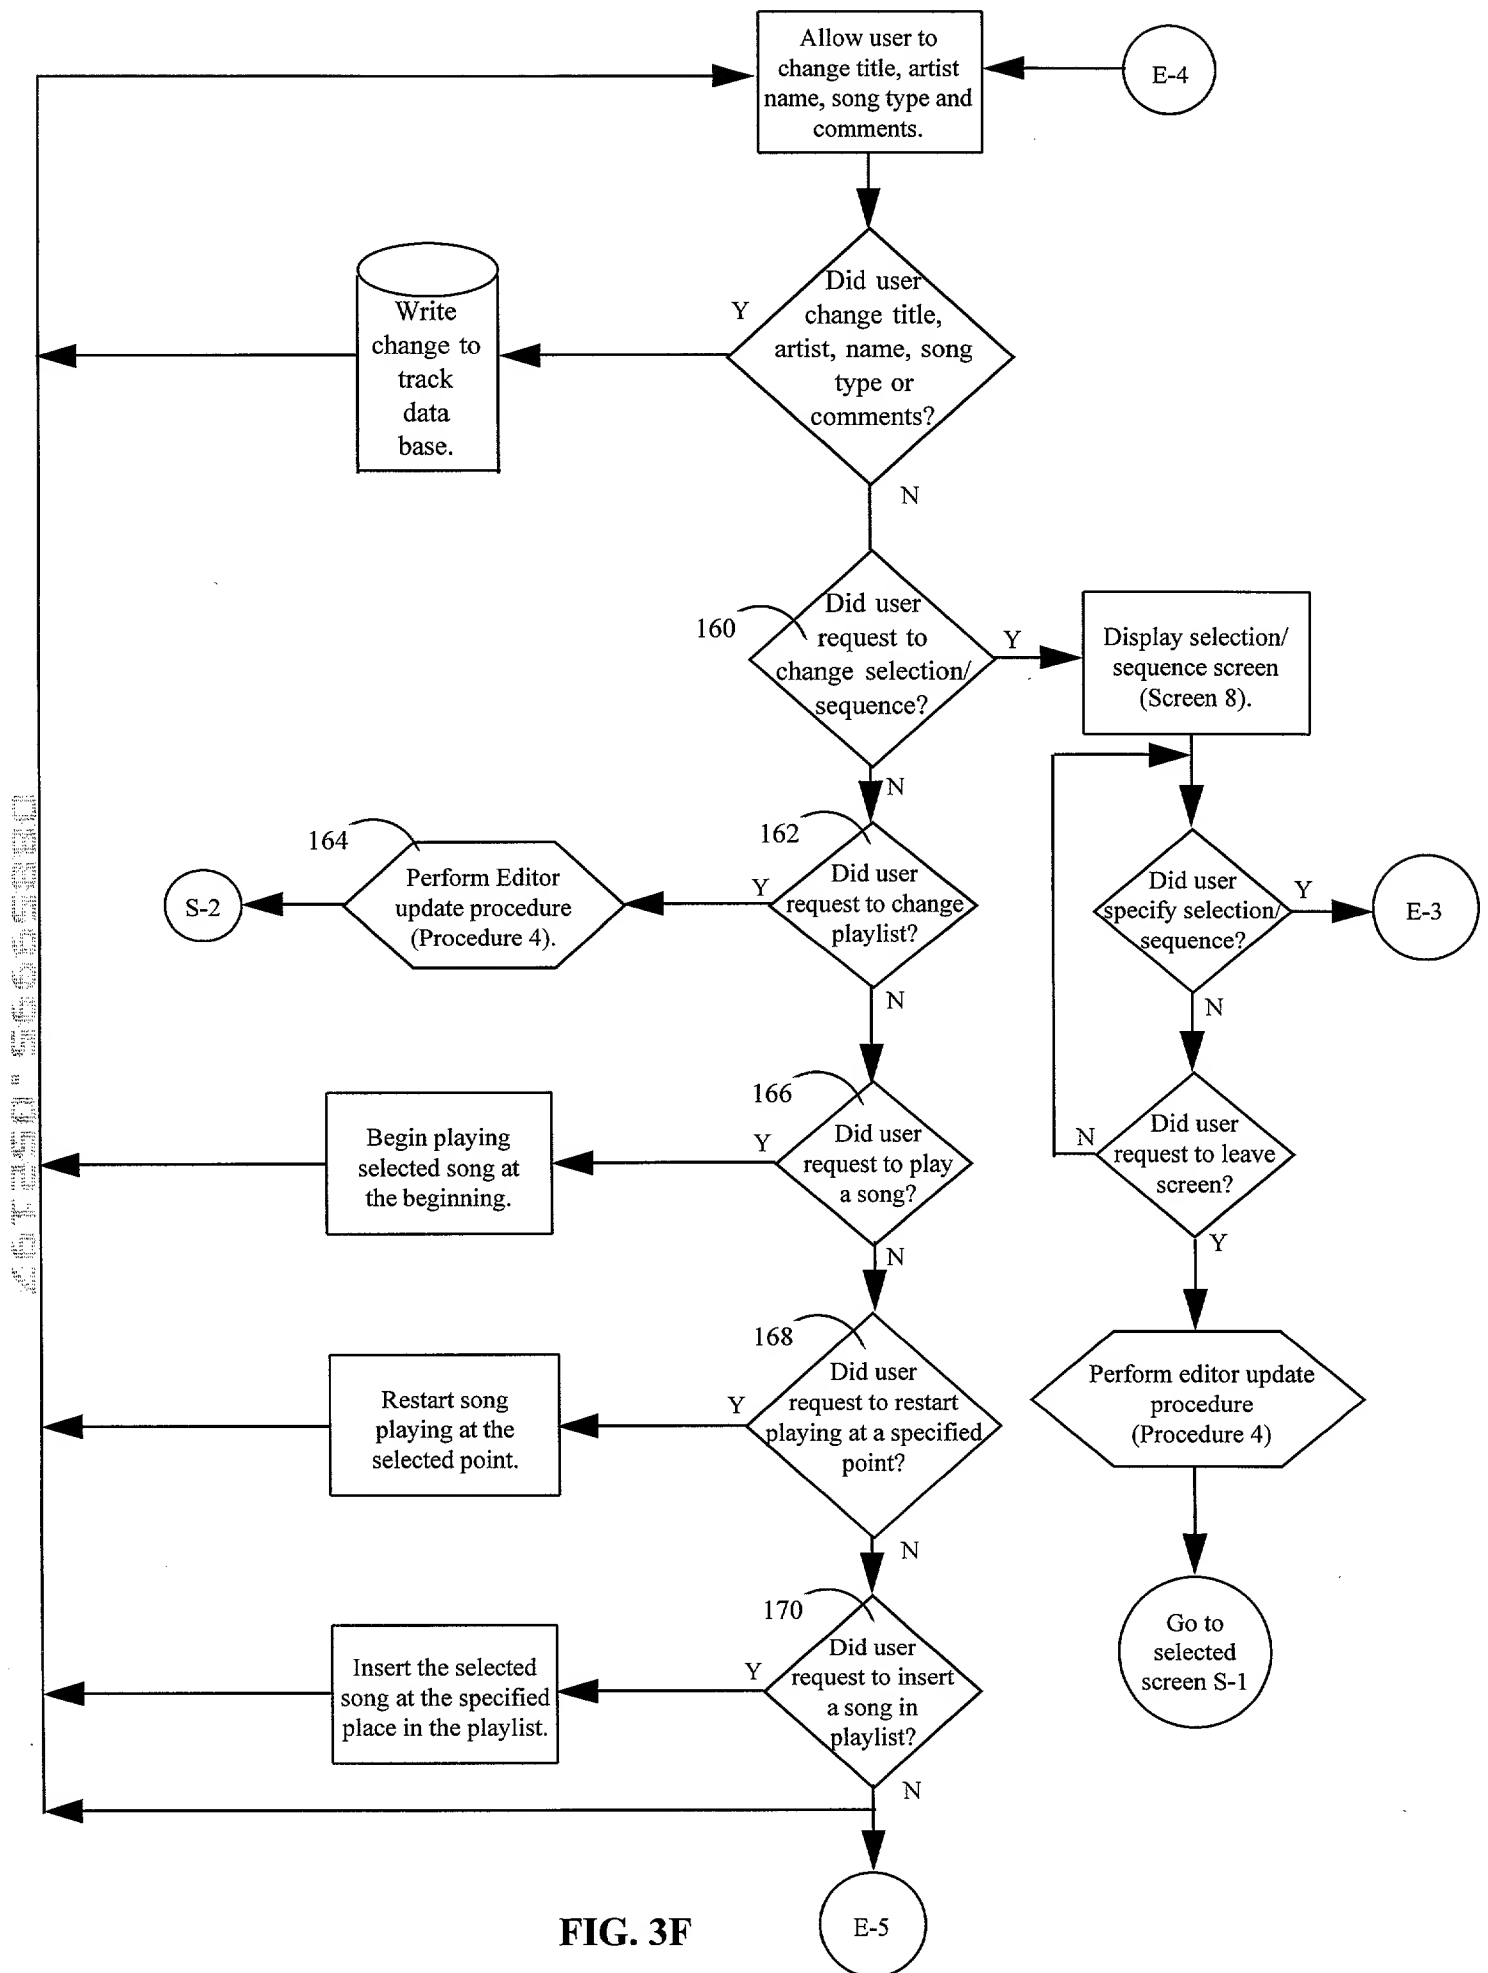 Allow user to
change title, artist
name, song type and
comments.
E-4
Did user
change title,
artist, name, song
type or
comments?
Y
N
Write
change to
track
data
base.
160
Did user
request to
change selection/
sequence?
Y
N
Display selection/
sequence screen
(Screen 8).
162
Did user
request to change
playlist?
Y
N
164
Perform Editor
update procedure
(Procedure 4).
S-2
Did user
specify selection/
sequence?
Y
N
E-3
166
Did user
request to play
a song?
Y
N
Begin playing
selected song at
the beginning.
Did user
request to leave
screen?
N
Y
168
Did user
request to restart
playing at a specified
point?
Y
N
Restart song
playing at the
selected point.
Perform editor update
procedure
(Procedure 4)
170
Did user
request to insert
a song in
playlist?
Y
N
Insert the selected
song at the specified
place in the playlist.
Go to
selected
screen S-1
E-5
FIG. 3F